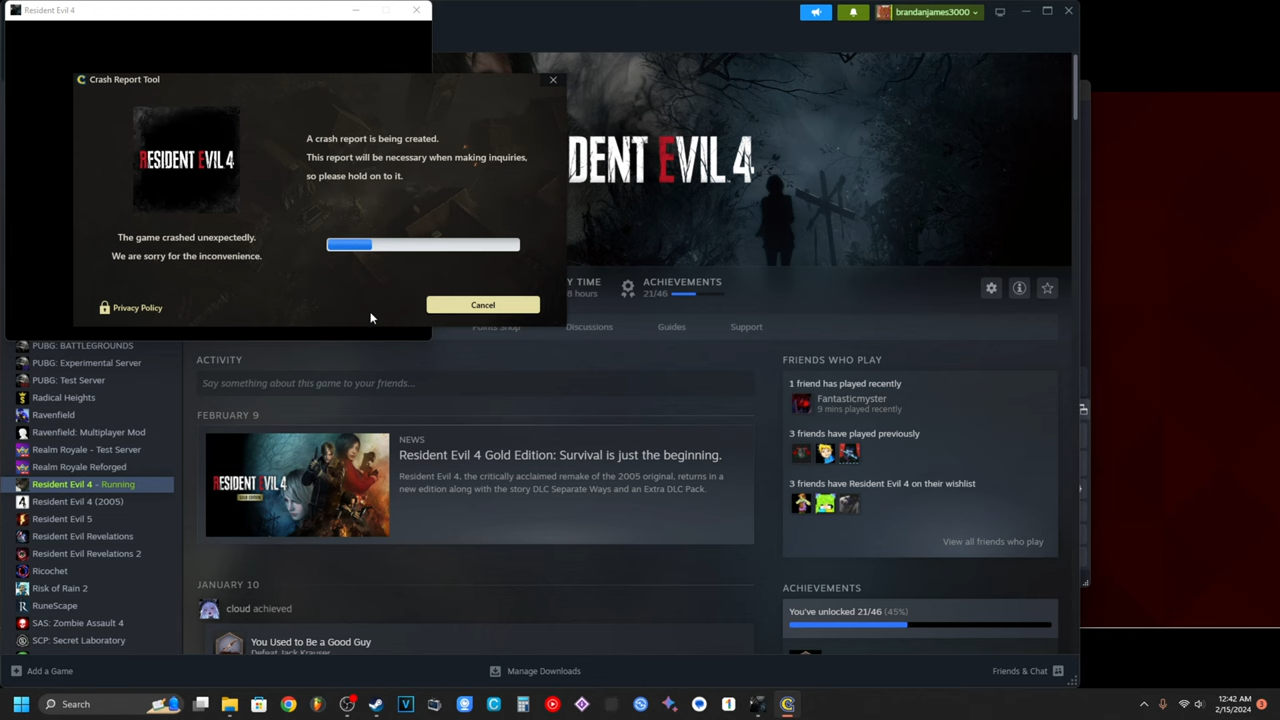 Resident Evil 4
brandanjames3000
Crash Report Tool
RESIDENT EVIL 4
A crash report is being created.
This report will be necessary when making inquiries,
so please hold on to it.
The game crashed unexpectedly.
We are sorry for the inconvenience.
Privacy Policy
Cancel
IDENT EVIL 4
Y TIME
8 hours
ACHIEVEMENTS
21/46
Points Shop
Discussions
Guides
Support
PUBG: BATTLEGROUNDS
PUBG: Experimental Server
PUBG: Test Server
Radical Heights
Ravenfield
Ravenfield: Multiplayer Mod
Realm Royale - Test Server
Realm Royale Reforged
Resident Evil 4 – Running
Resident Evil 4 (2005)
Resident Evil 5
Resident Evil Revelations
Resident Evil Revelations 2
Ricochet
Risk of Rain 2
RuneScape
SAS: Zombie Assault 4
SCP: Secret Laboratory
ACTIVITY
Say something about this game to your friends...
FEBRUARY 9
RESIDENT EVIL 4
NEWS
Resident Evil 4 Gold Edition: Survival is just the beginning.
Resident Evil 4, the critically acclaimed remake of the 2005 original, returns in a
new edition along with the story DLC Separate Ways and an Extra DLC Pack.
JANUARY 10
cloud achieved
You Used to Be a Good Guy
Defeat Jack Krauser
FRIENDS WHO PLAY
1 friend has played recently
Fantasticmyster
9 mins played recently
3 friends have played previously
3 friends have Resident Evil 4 on their wishlist
View all friends who play
ACHIEVEMENTS
You've unlocked 21/46 (45%)
Add a Game
Manage Downloads
Friends & Chat
Search
12:42 AM
2/15/2024